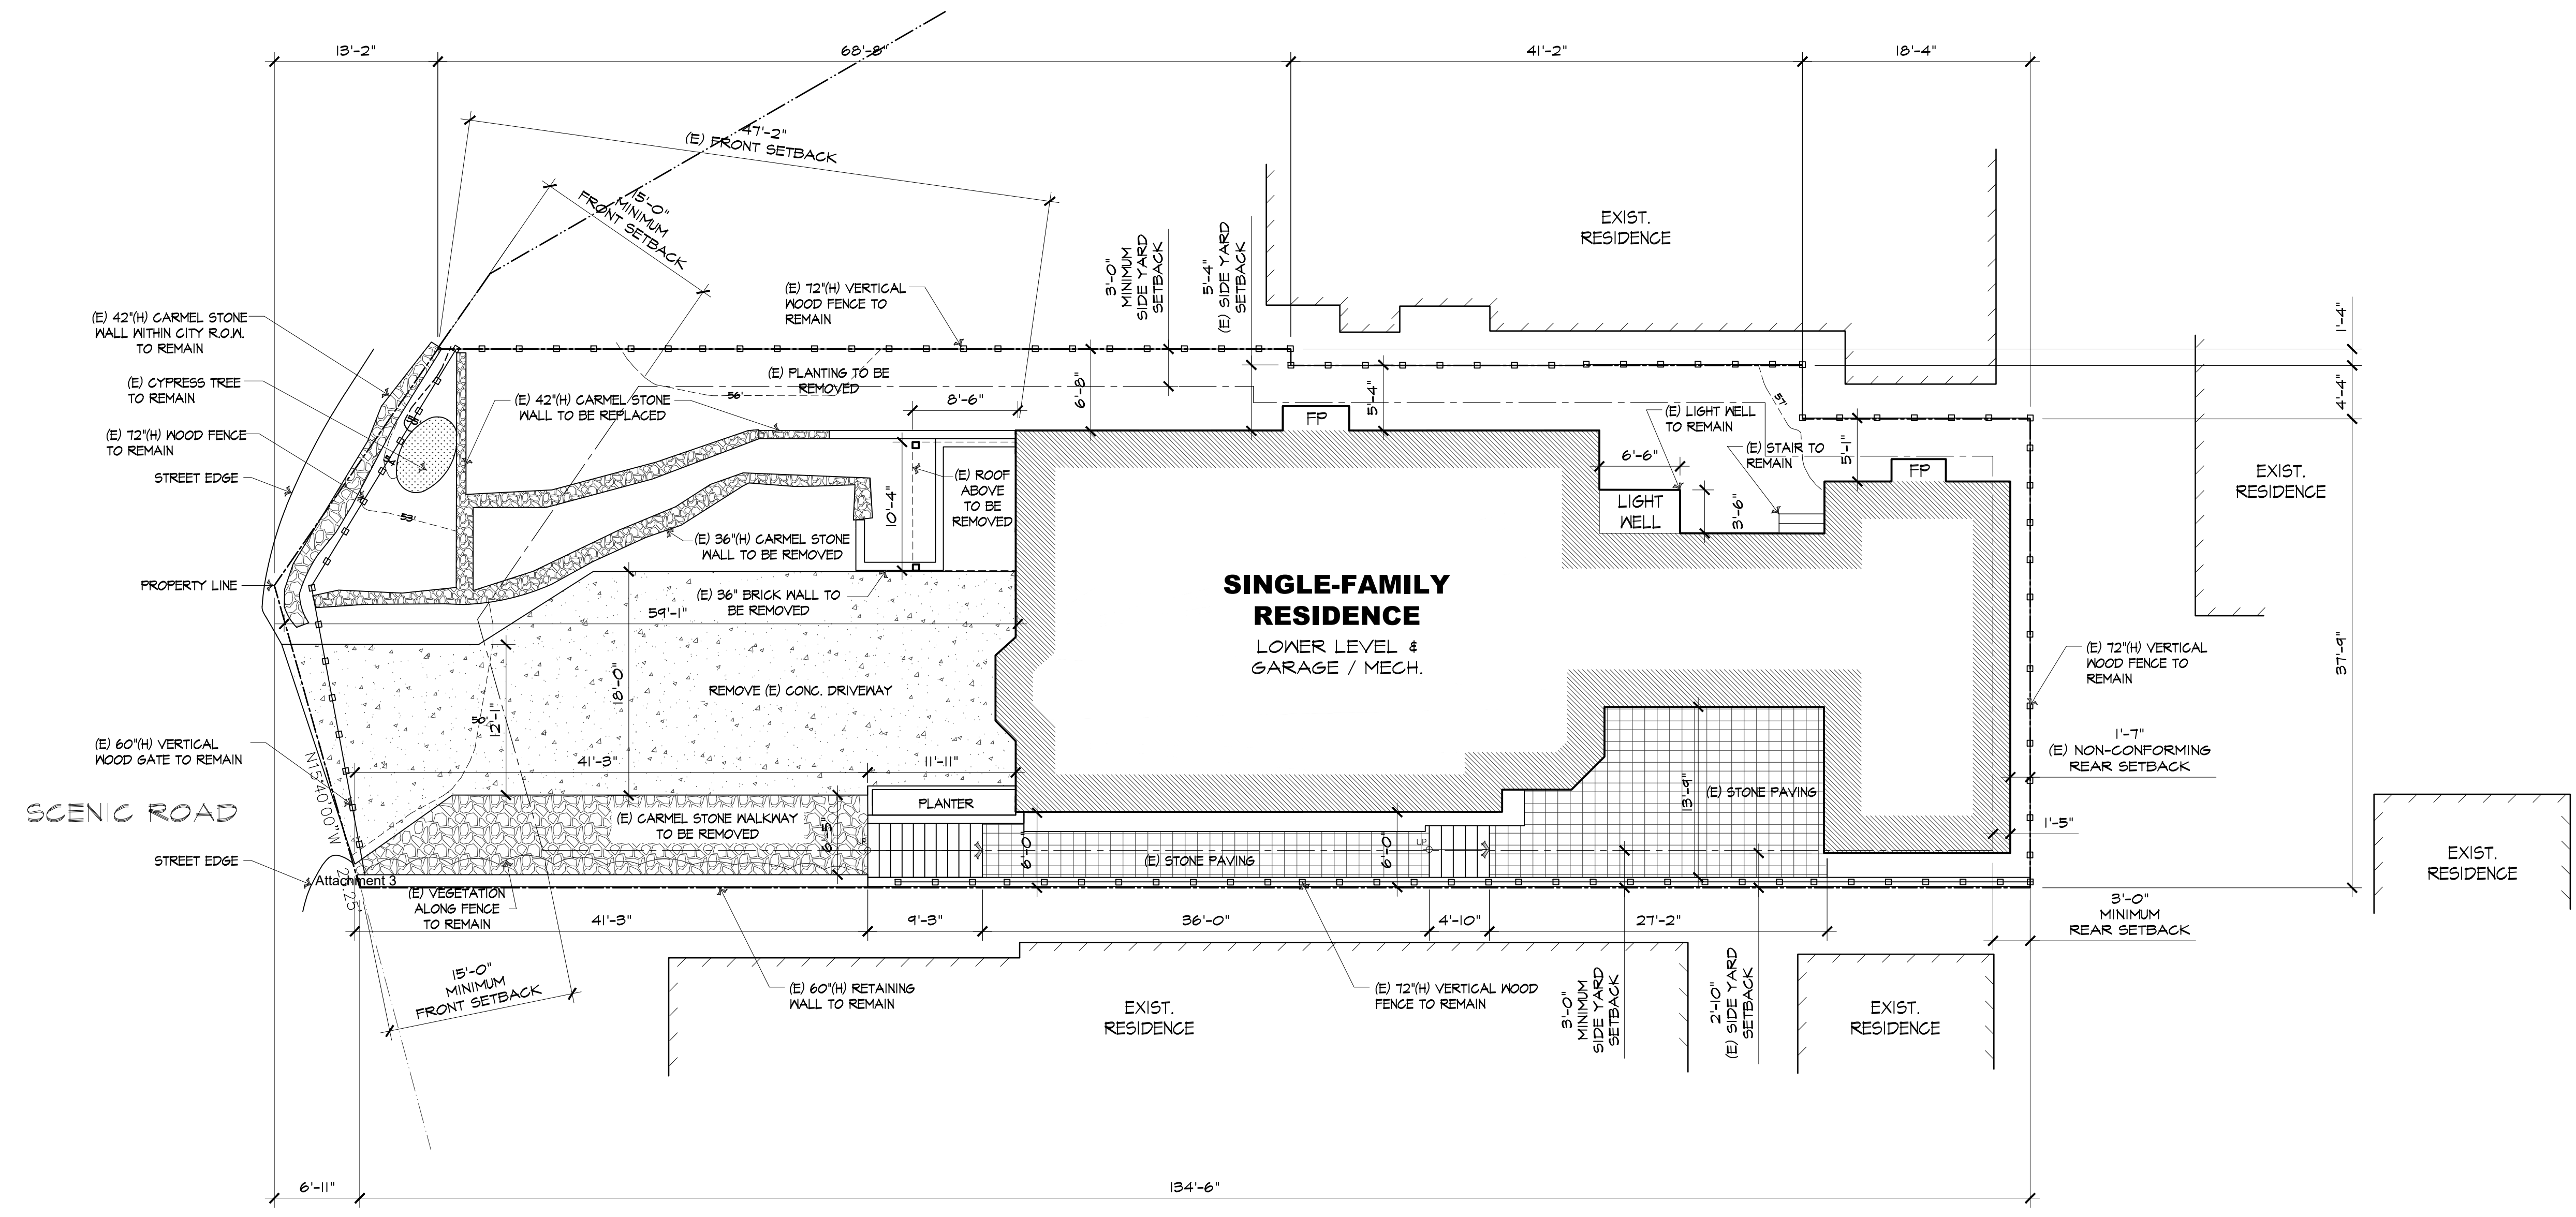 13'-2"
68'-8"
41'-2"
18'-4"
47'-2"
(E) FRONT SETBACK
15'-0"
MINIMUM
FRONT SETBACK
EXIST.
RESIDENCE
3'-0"
MINIMUM
SIDE YARD
SETBACK
5'-4"
(E) SIDE YARD
SETBACK
(E) 72"(H) VERTICAL
WOOD FENCE TO
REMAIN
(E) 42"(H) CARMEL STONE
WALL WITHIN CITY R.O.W.
TO REMAIN
(E) CYPRESS TREE
TO REMAIN
(E) 72"(H) WOOD FENCE
TO REMAIN
STREET EDGE
PROPERTY LINE
(E) PLANTING TO BE
REMOVED
56'
(E) 42"(H) CARMEL STONE
WALL TO BE REPLACED
8'-6"
6'-8"
5'-4"
FP
57'
1'-4"
4'-4"
37'-9"
(E) LIGHT WELL
TO REMAIN
(E) STAIR TO
REMAIN
5'-1"
6'-6"
FP
LIGHT
WELL
3'-6"
EXIST.
RESIDENCE
(E) ROOF
ABOVE
TO BE
REMOVED
10'-4"
53'
(E) 36"(H) CARMEL STONE
WALL TO BE REMOVED
(E) 36" BRICK WALL TO
BE REMOVED
59'-1"
SINGLE-FAMILY
RESIDENCE
LOWER LEVEL &
GARAGE / MECH.
REMOVE (E) CONC. DRIVEWAY
18'-0"
12'-1"
50'
(E) 72"(H) VERTICAL
WOOD FENCE TO
REMAIN
(E) 60"(H) VERTICAL
WOOD GATE TO REMAIN
N15°40'00"W
41'-3"
11'-11"
1'-7"
(E) NON-CONFORMING
REAR SETBACK
SCENIC ROAD
PLANTER
(E) CARMEL STONE WALKWAY
TO BE REMOVED
6'-5"
13'-9"
(E) STONE PAVING
1'-5"
6'-0"
(E) STONE PAVING
6'-0"
STREET EDGE
Attachment 3
(E) VEGETATION
ALONG FENCE
TO REMAIN
EXIST.
RESIDENCE
41'-3"
9'-3"
36'-0"
4'-10"
27'-2"
3'-0"
MINIMUM
REAR SETBACK
15'-0"
MINIMUM
FRONT SETBACK
(E) 60"(H) RETAINING
WALL TO REMAIN
EXIST.
RESIDENCE
(E) 72"(H) VERTICAL WOOD
FENCE TO REMAIN
3'-0"
MINIMUM
SIDE YARD
SETBACK
2'-10"
(E) SIDE YARD
SETBACK
EXIST.
RESIDENCE
6'-11"
134'-6"